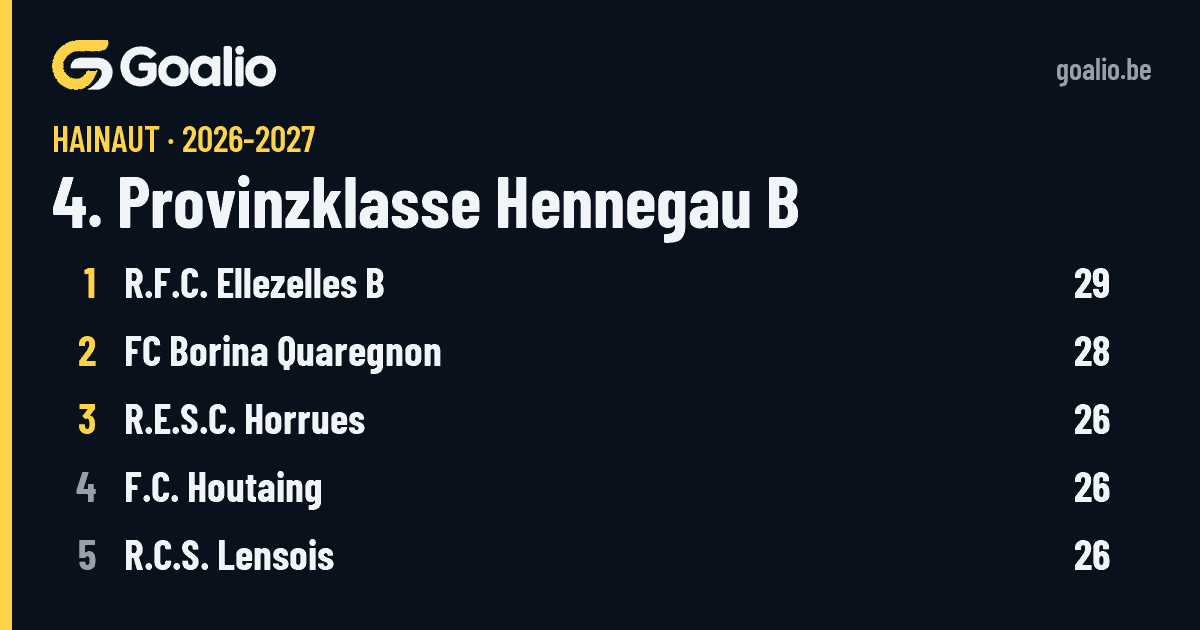 Goalio
goalio.be
HAINAUT · 2026-2027
4. Provinzklasse Hennegau B
1 R.F.C. Ellezelles B 29
2 FC Borina Quaregnon 28
3 R.E.S.C. Horrues 26
4 F.C. Houtaing 26
5 R.C.S. Lensois 26